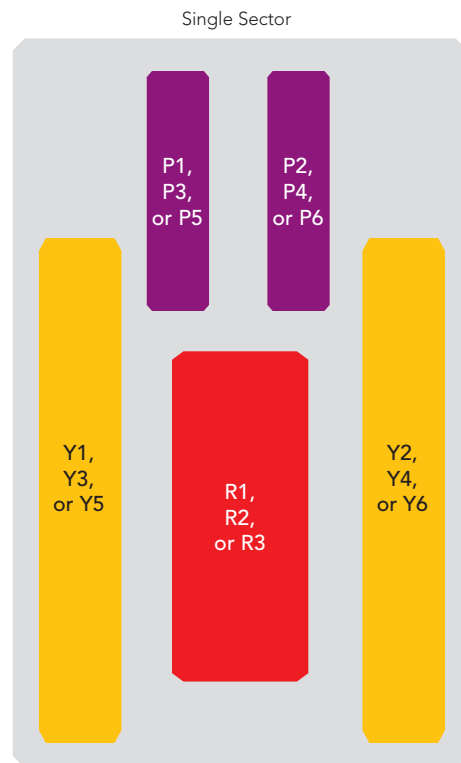 Single Sector
P1,
P3,
or P5
P2,
P4,
or P6
Y1,
Y3,
or Y5
R1,
R2,
or R3
Y2,
Y4,
or Y6